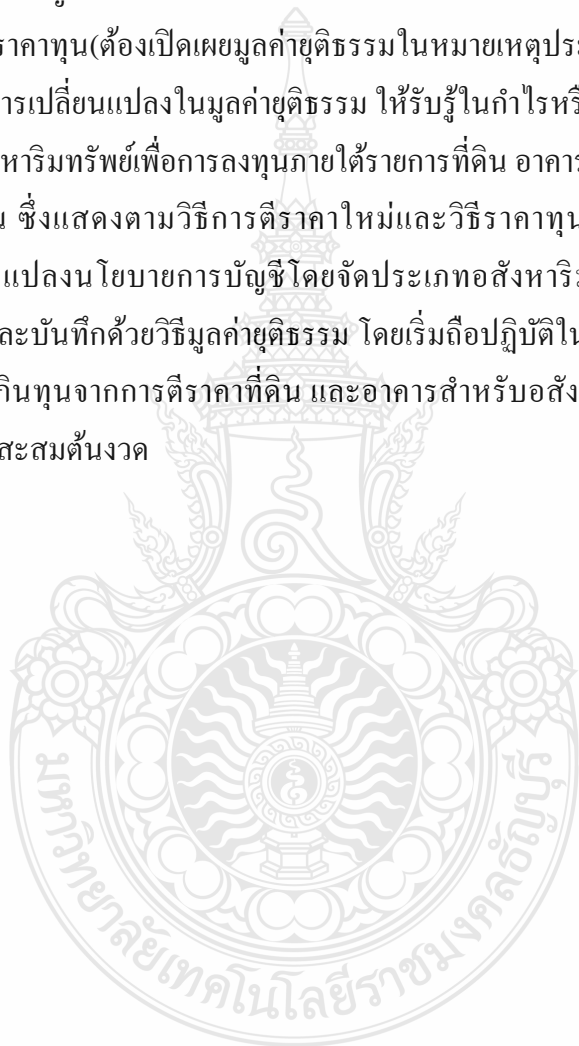 ราคาทุน(ต้องเปิดเผยมูลค่ายุติธรรมในหมายเหตุประ
การเปลี่ยนแปลงในมูลค่ายุติธรรม ให้รับรู้ในกำไรหรื
หาริมทรัพย์เพื่อการลงทุนภายใต้รายการที่ดิน อาคาร
น ซึ่งแสดงตามวิธีการตีราคาใหม่และวิธีราคาทุน
แปลงนโยบายการบัญชีโดยจัดประเภทอสังหาริม
ละบันทึกด้วยวิธีมูลค่ายุติธรรม โดยเริ่มถือปฏิบัติใน
กินทุนจากการตีราคาที่ดิน และอาคารสำหรับอสัง
สะสมต้นงวด
มหาวิทยาลัยเทคโนโลยีราชมงคลธัญบุรี